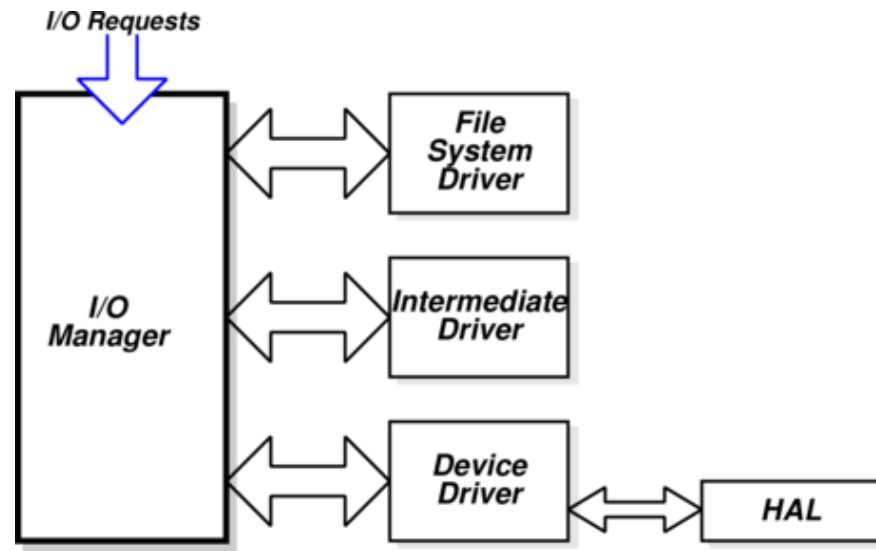 I/O Requests
File
System
Driver
I/O
Manager
Intermediate
Driver
Device
Driver
HAL